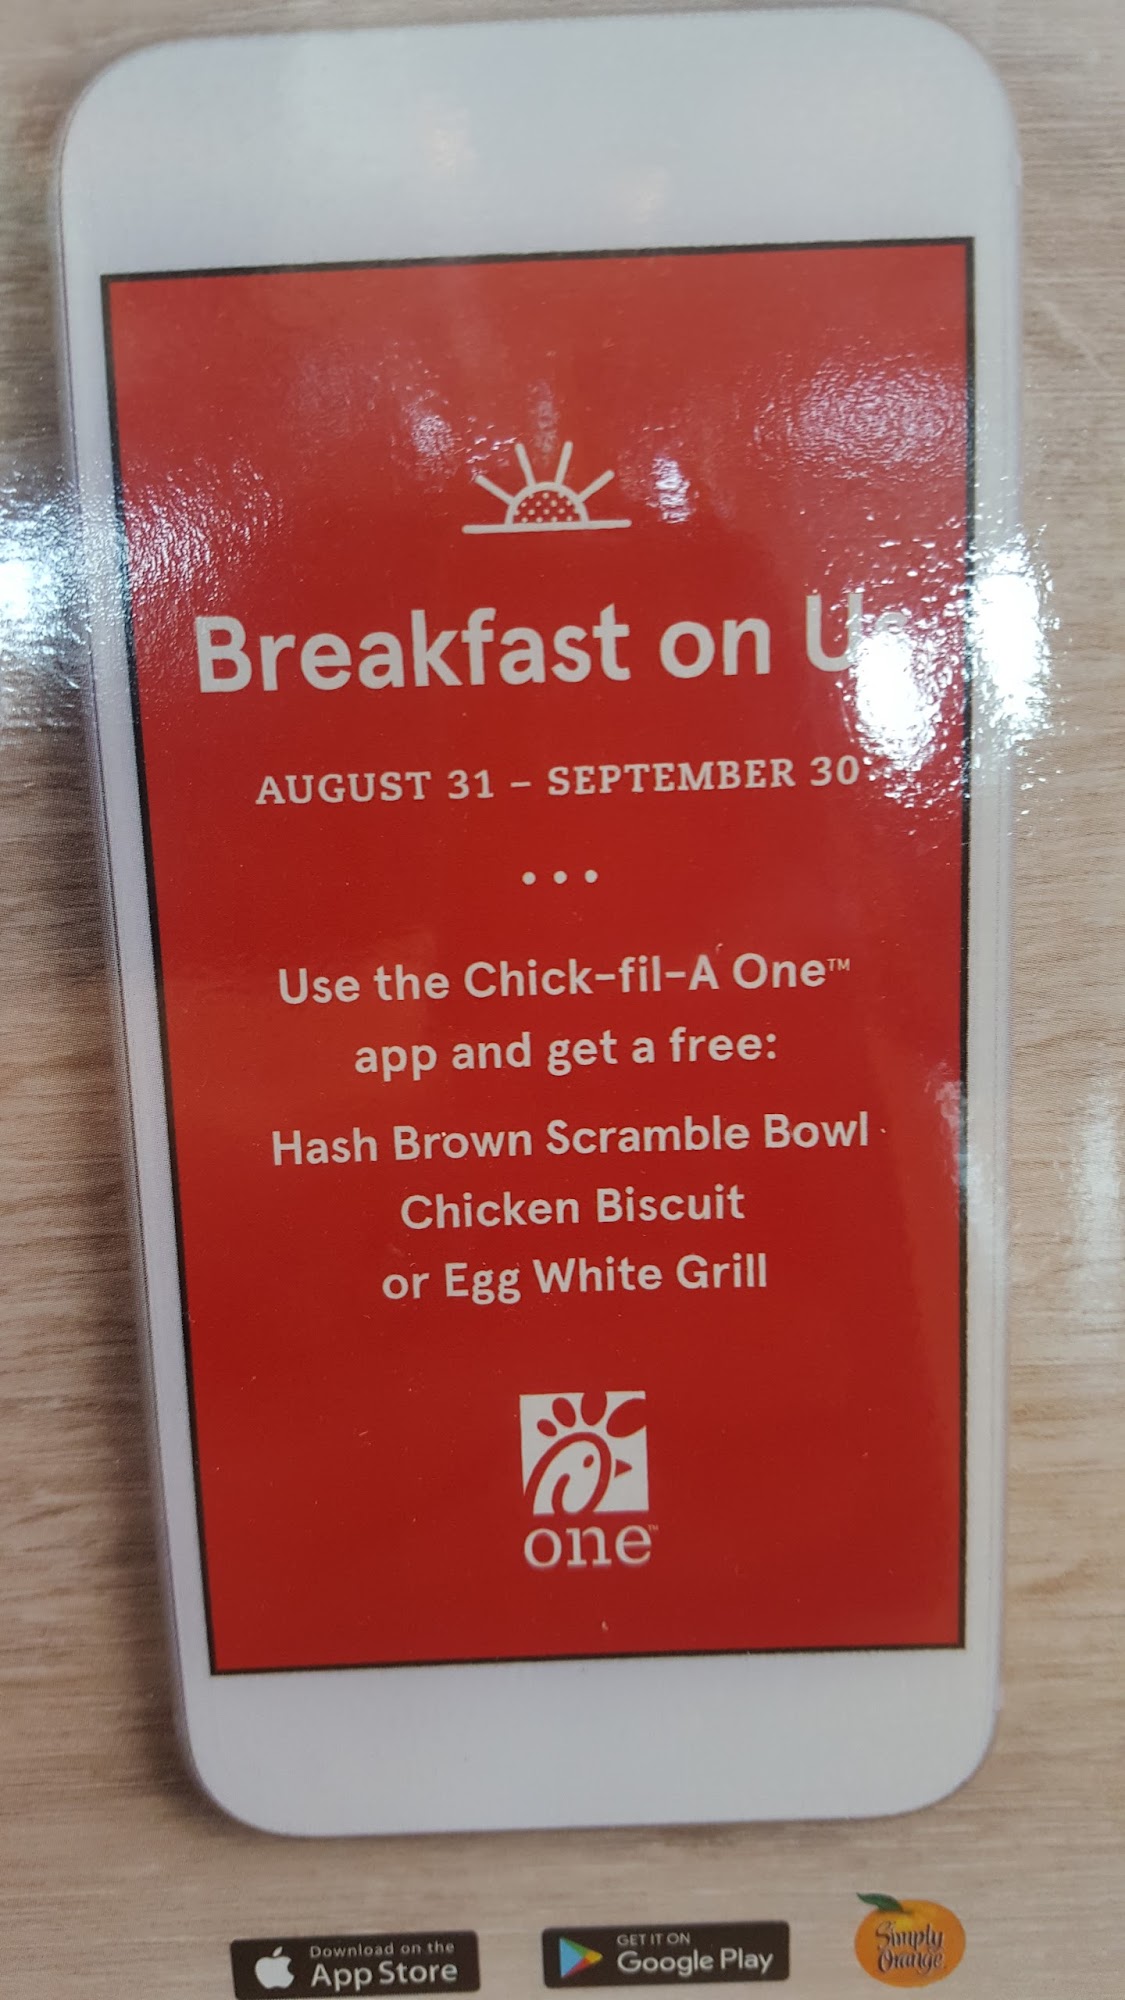 Breakfast on Us
AUGUST 31 – SEPTEMBER 30
Use the Chick-fil-A One™
app and get a free:
Hash Brown Scramble Bowl
Chicken Biscuit
or Egg White Grill
one™
Download on the
App Store
GET IT ON
Google Play
Simply
Orange